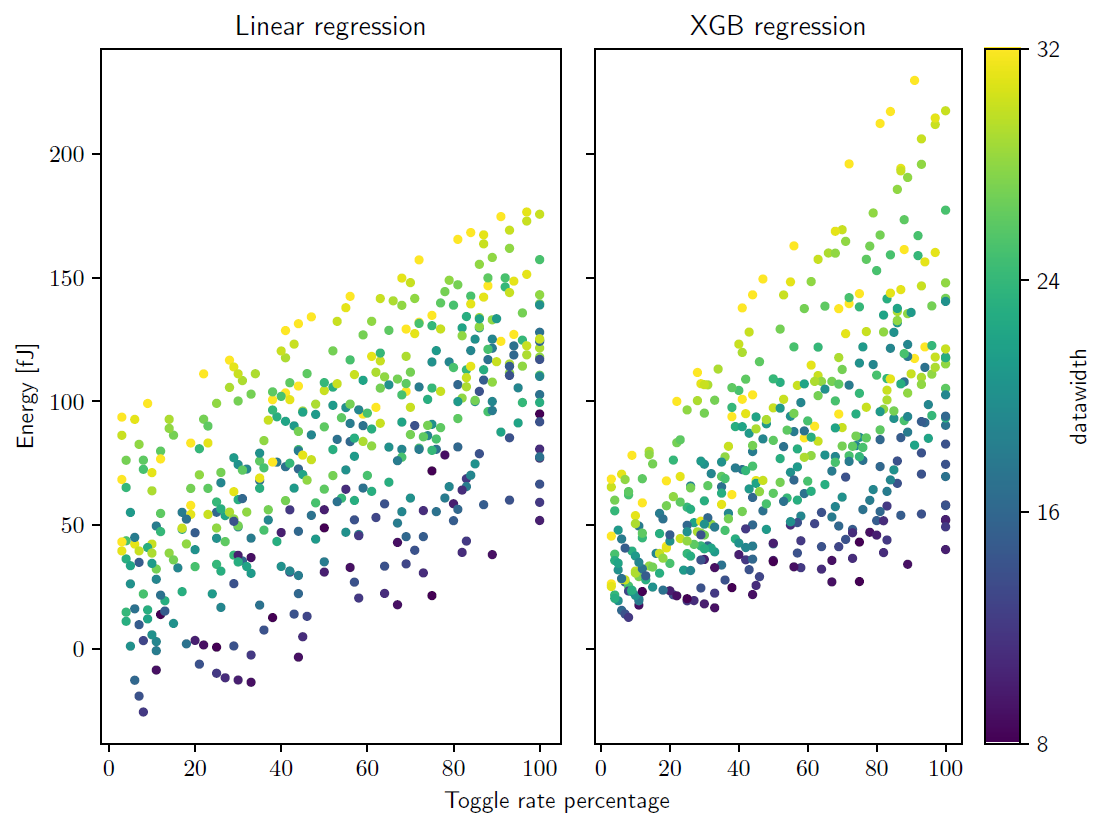 Linear regression
XGB regression
Energy [fJ]
200
150
100
50
0
0 20 40 60 80 100
0 20 40 60 80 100
Toggle rate percentage
32
24
16
8
datawidth